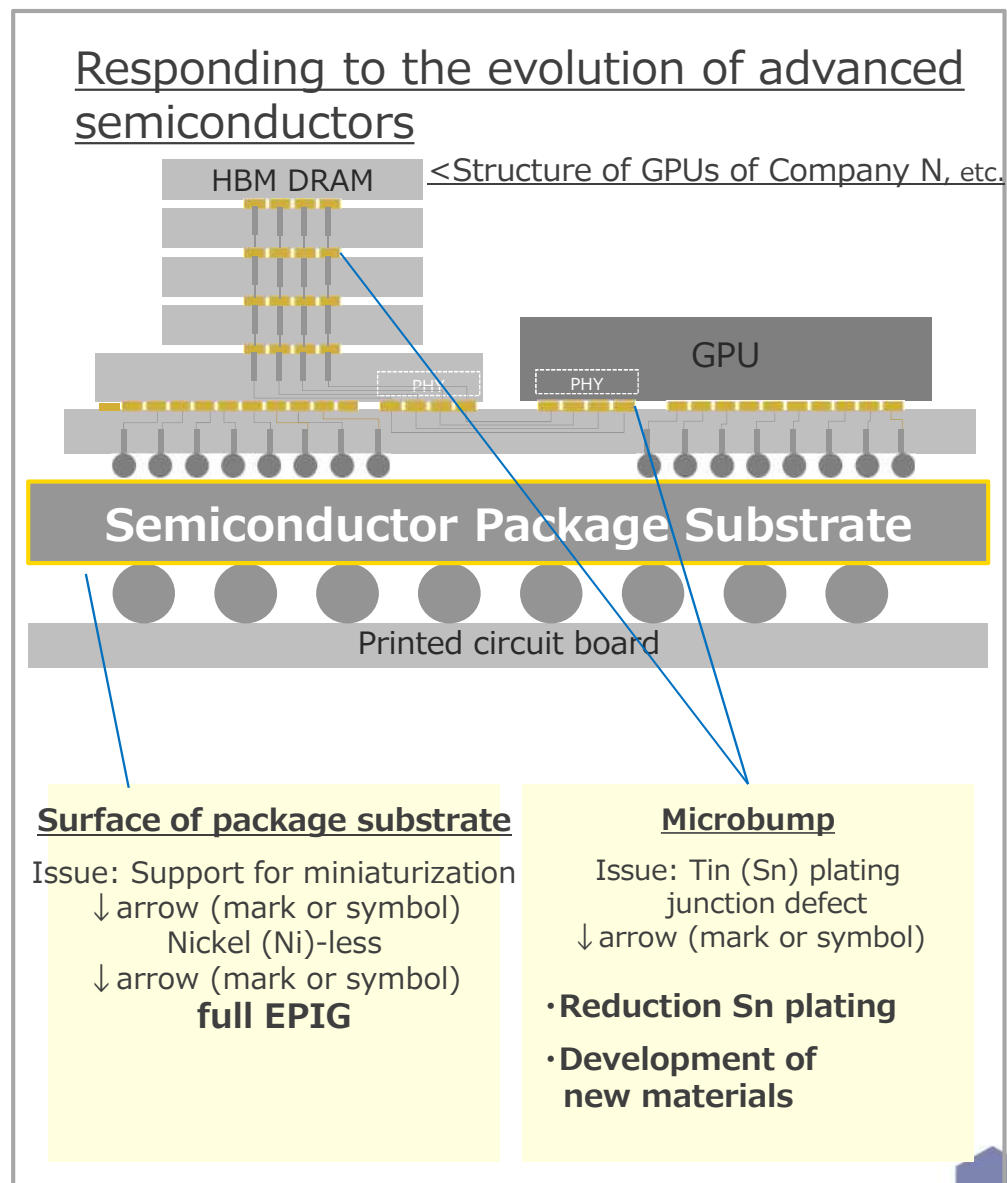 Responding to the evolution of advanced
semiconductors
<Structure of GPUs of Company N, etc.
HBM DRAM
GPU
PHY
PHY
Semiconductor Package Substrate
Printed circuit board
Surface of package substrate
Issue: Support for miniaturization
↓arrow (mark or symbol)
Nickel (Ni)-less
↓arrow (mark or symbol)
full EPIG
Microbump
Issue: Tin (Sn) plating
junction defect
↓arrow (mark or symbol)
・Reduction Sn plating
・Development of
new materials